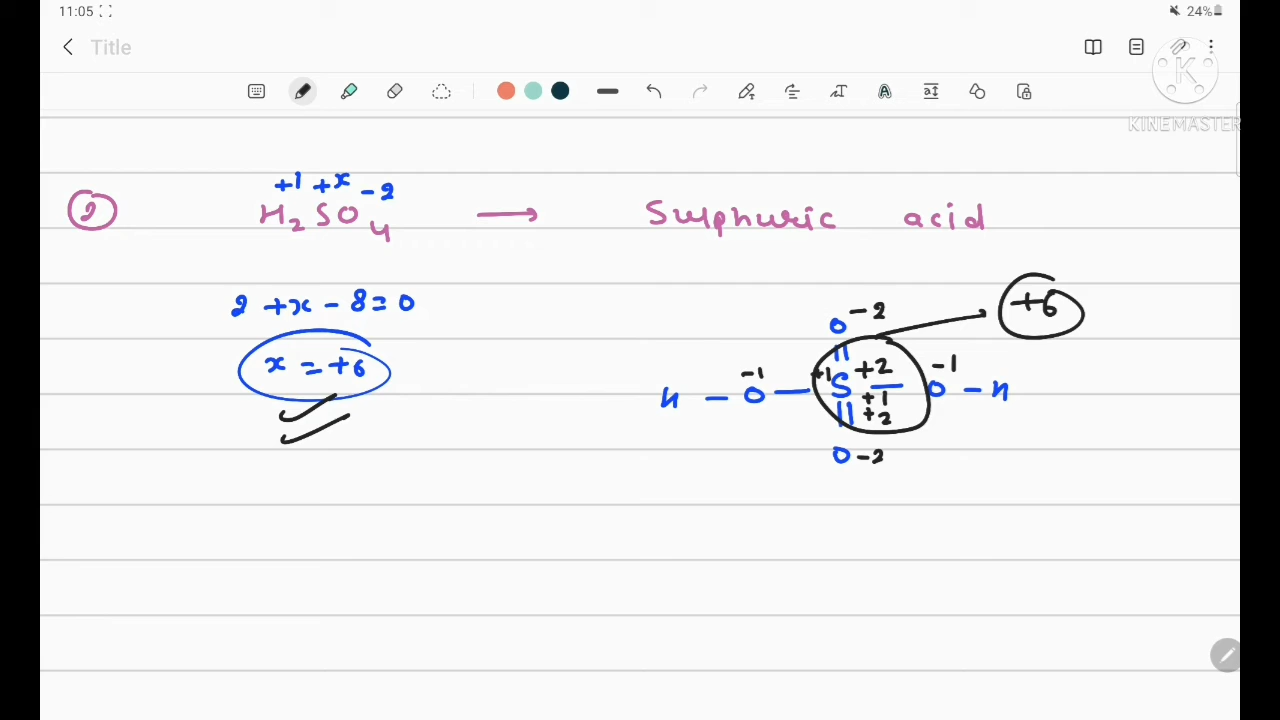 11:05 24%
Title
KINEMASTER
+1 +x -2
② H2SO4 → Sulphuric acid
2 + x - 8 = 0
x = +6
+6
O -2
-1 +1 +2 -1
H - O - S - O - H
+1
+2
O -2